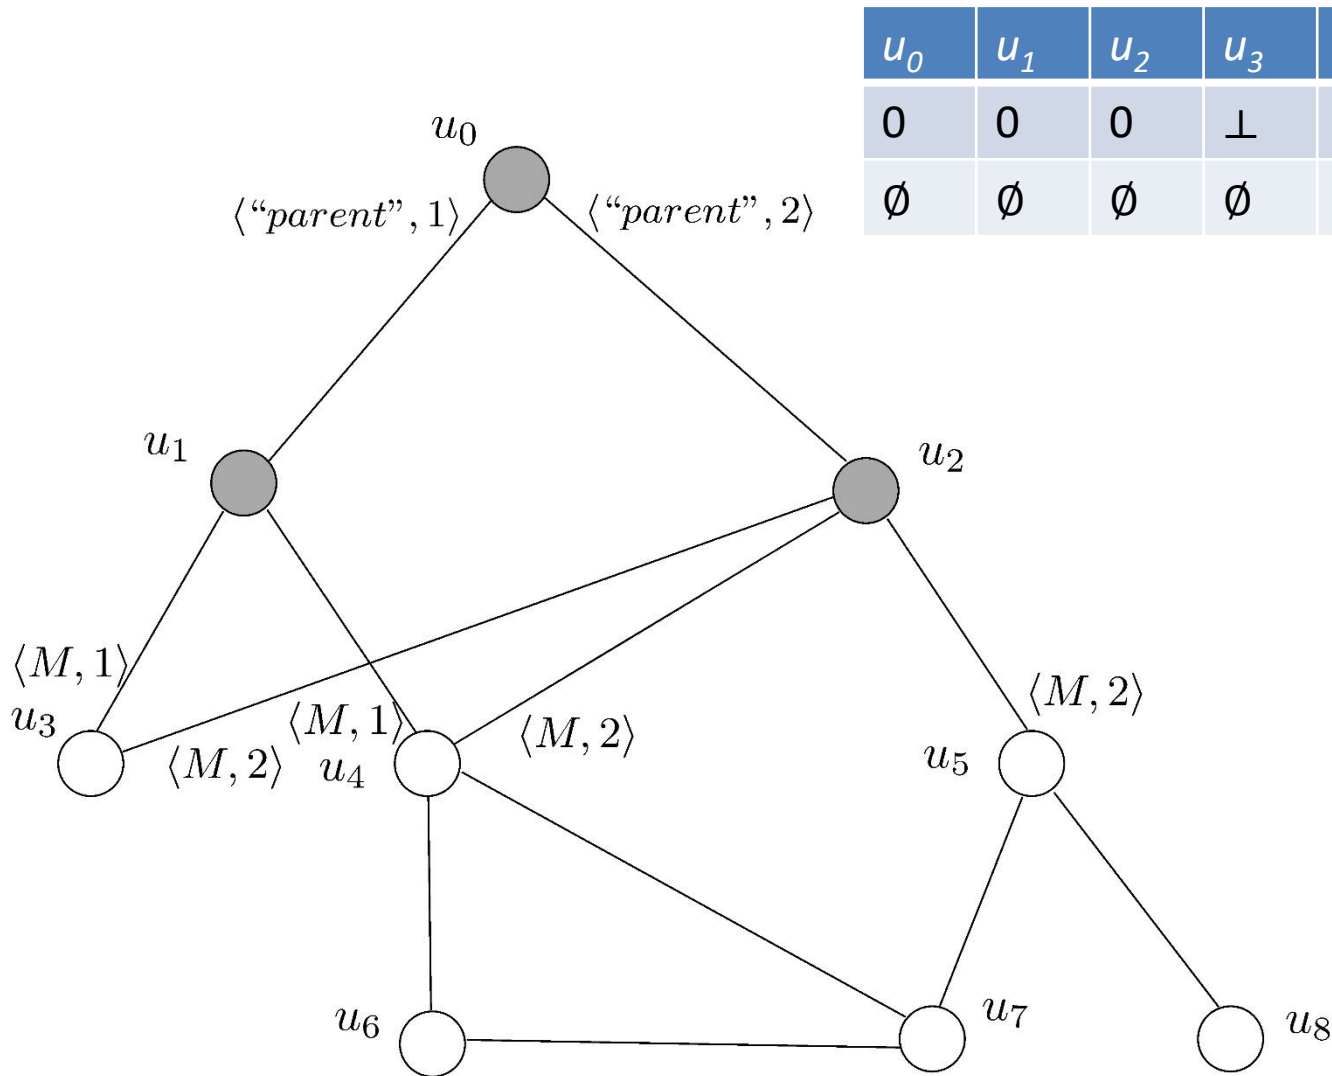 u₀ u₁ u₂ u₃
0 0 0 ⊥
∅ ∅ ∅ ∅
u₀
⟨“parent”, 1⟩ ⟨“parent”, 2⟩
u₁ u₂
⟨M, 1⟩
u₃ ⟨M, 1⟩ ⟨M, 2⟩ ⟨M, 2⟩
⟨M, 2⟩ u₄ u₅
u₆ u₇ u₈